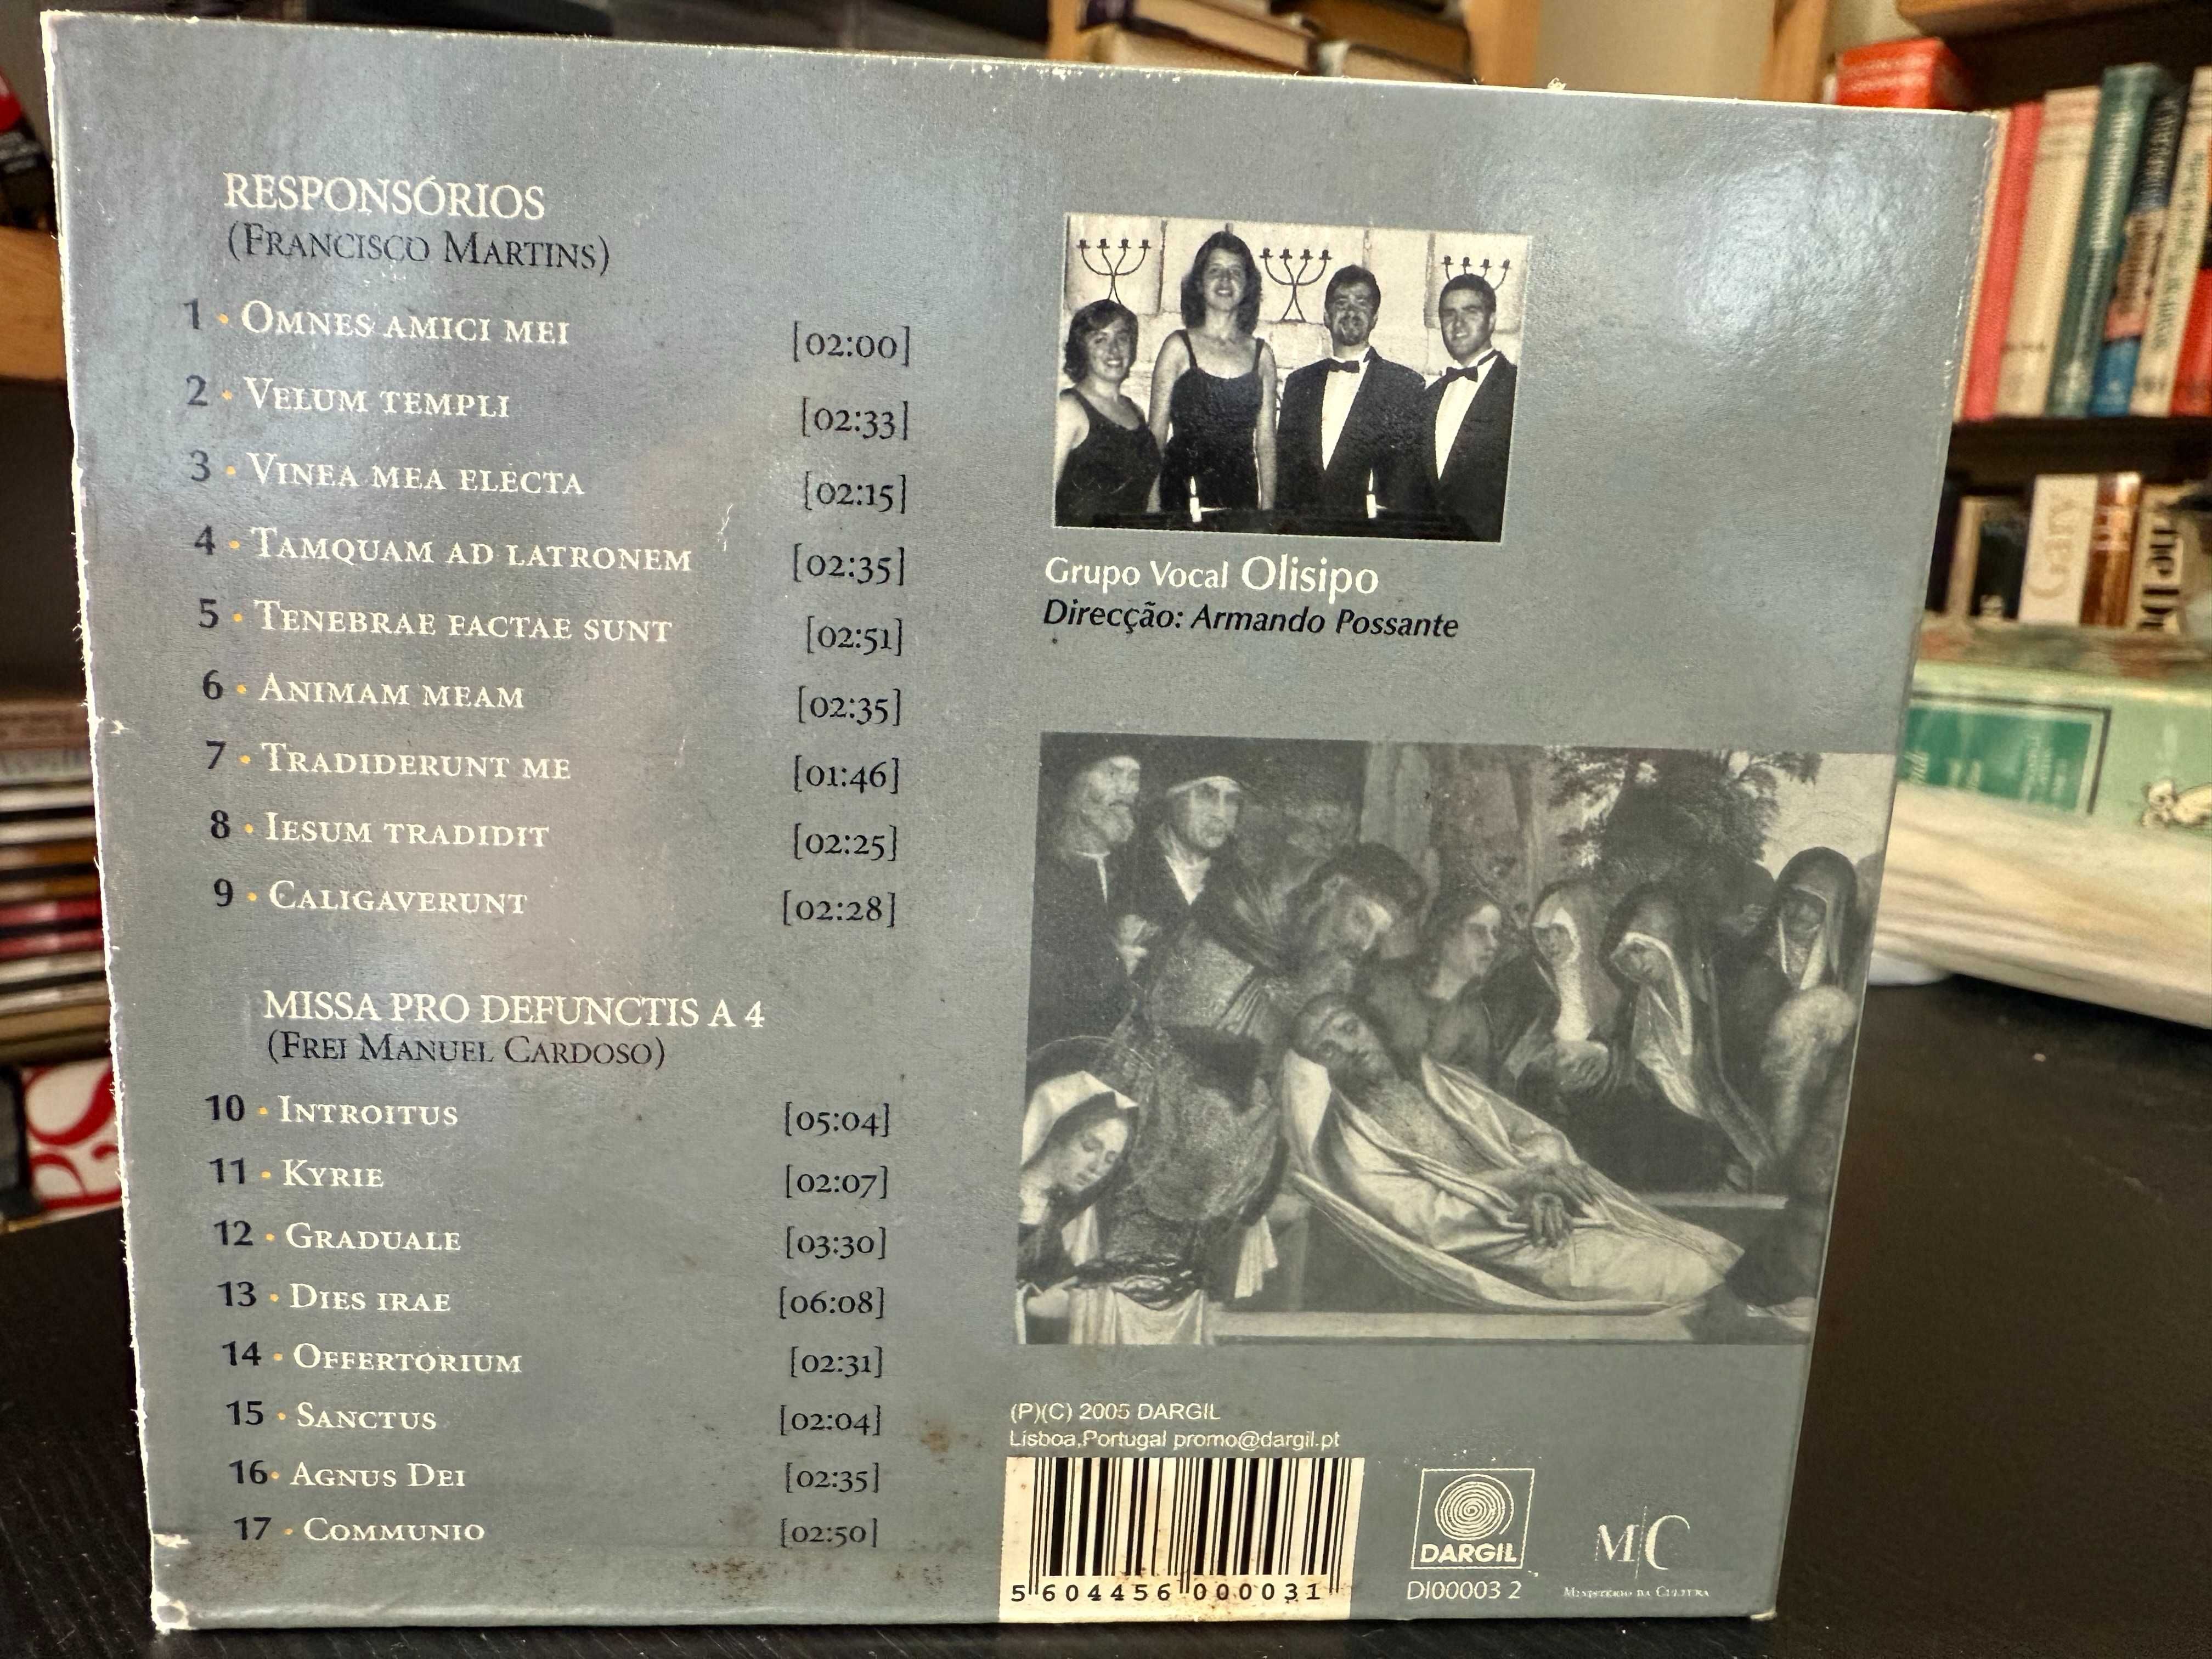 RESPONSÓRIOS
(FRANCISCO MARTINS)
1 · OMNES AMICI MEI [02:00]
2 · VELUM TEMPLI [02:33]
3 · VINEA MEA ELECTA [02:15]
4 · TAMQUAM AD LATRONEM [02:35]
5 · TENEBRAE FACTAE SUNT [02:51]
6 · ANIMAM MEAM [02:35]
7 · TRADIDERUNT ME [01:46]
8 · IESUM TRADIDIT [02:25]
9 · CALIGAVERUNT [02:28]
MISSA PRO DEFUNCTIS A 4
(FREI MANUEL CARDOSO)
10 · INTROITUS [05:04]
11 · KYRIE [02:07]
12 · GRADUALE [03:30]
13 · DIES IRAE [06:08]
14 · OFFERTORIUM [02:31]
15 · SANCTUS [02:04]
16 · AGNUS DEI [02:35]
17 · COMMUNIO [02:50]
Grupo Vocal Olisipo
Direcção: Armando Possante
(P)(C) 2005 DARGIL
Lisboa,Portugal promo@dargil.pt
5 604456 000031
DARGIL
DI00003 2
M|C
MINISTÉRIO DA CULTURA
Gary